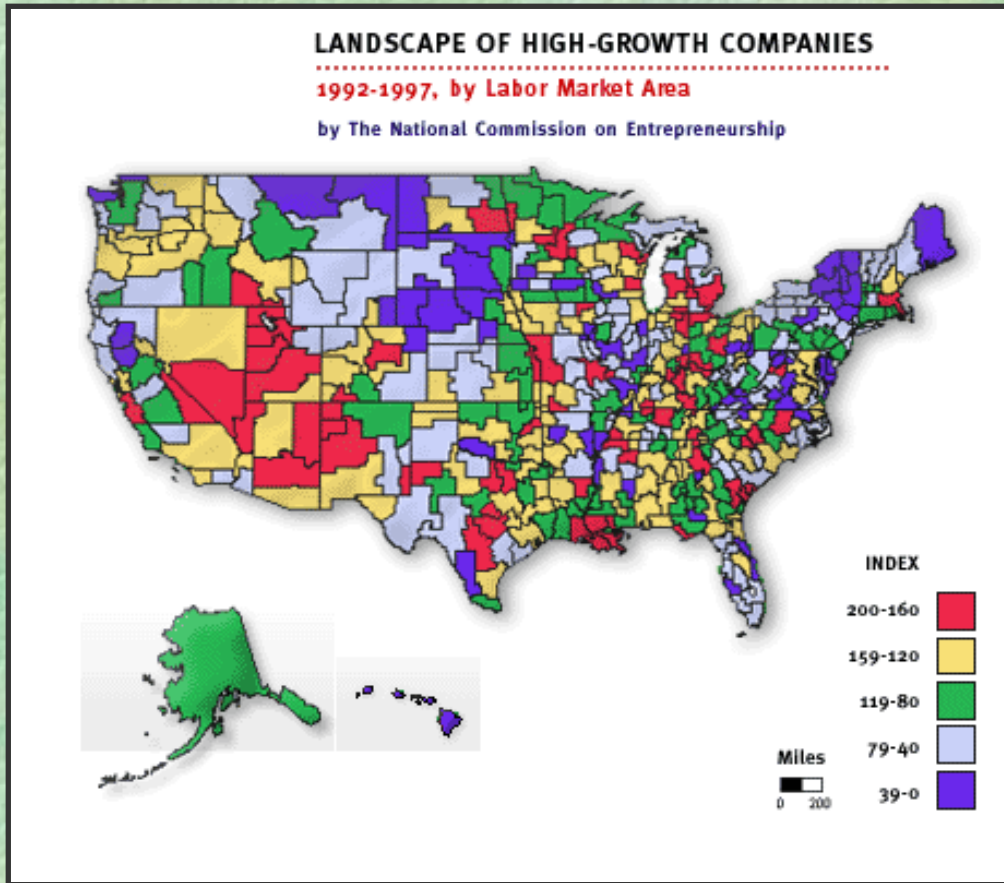 LANDSCAPE OF HIGH-GROWTH COMPANIES
1992-1997, by Labor Market Area
by The National Commission on Entrepreneurship
INDEX
200-160
159-120
119-80
79-40
39-0
Miles
0 200